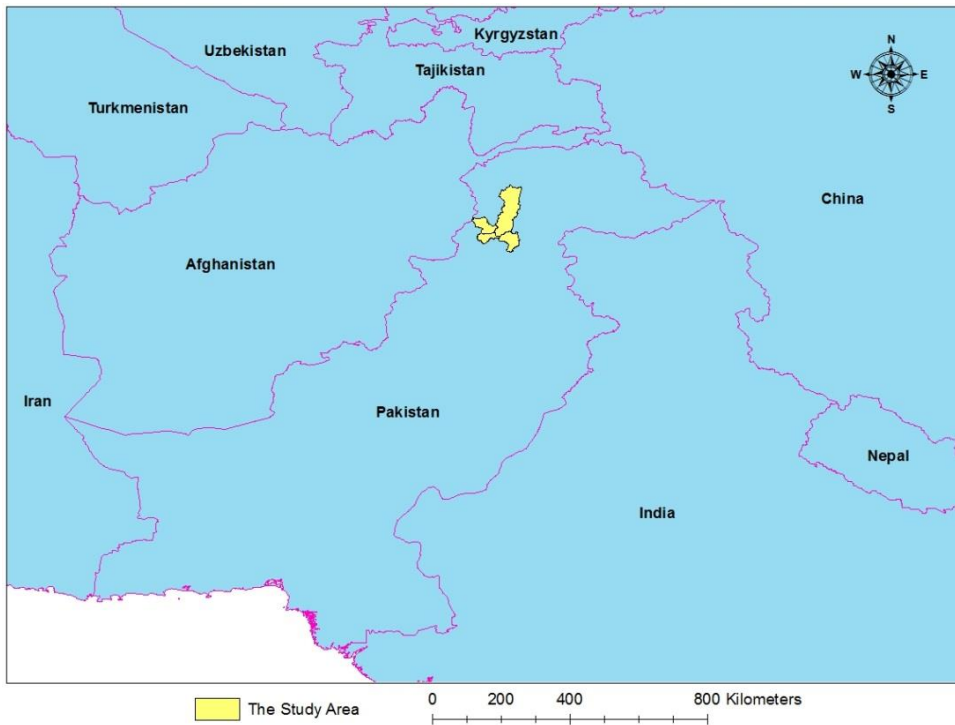 Kyrgyzstan
Uzbekistan
Tajikistan
N
W E
S
Turkmenistan
China
Afghanistan
Iran
Pakistan
Nepal
India
The Study Area
0 200 400 800 Kilometers